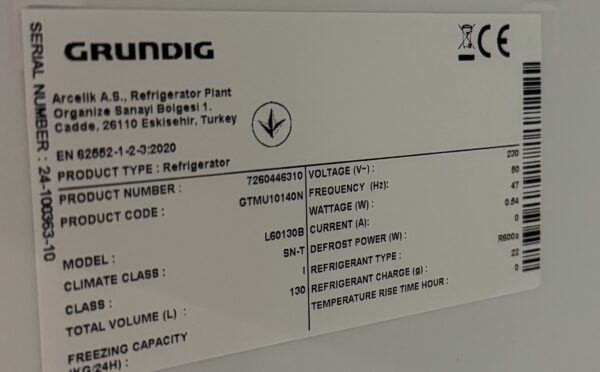 SERIAL NUMBER : 24-100363-10
GRUNDIG
CE
Arcelik A.S., Refrigerator Plant
Organize Sanayi Bolgesi 1.
Cadde, 26110 Eskisehir, Turkey
EN 62552-1-2-3:2020
PRODUCT TYPE : Refrigerator
PRODUCT NUMBER : 7260446310
PRODUCT CODE : GTMU10140N
MODEL : L60130B
CLIMATE CLASS : SN-T
CLASS : I
TOTAL VOLUME (L) : 130
FREEZING CAPACITY
(KG/24H) :
VOLTAGE (V~) : 230
FREQUENCY (Hz): 50
WATTAGE (W) : 47
CURRENT (A): 0.54
DEFROST POWER (W) : 0
REFRIGERANT TYPE : R600a
REFRIGERANT CHARGE (g) : 22
TEMPERATURE RISE TIME HOUR : 0